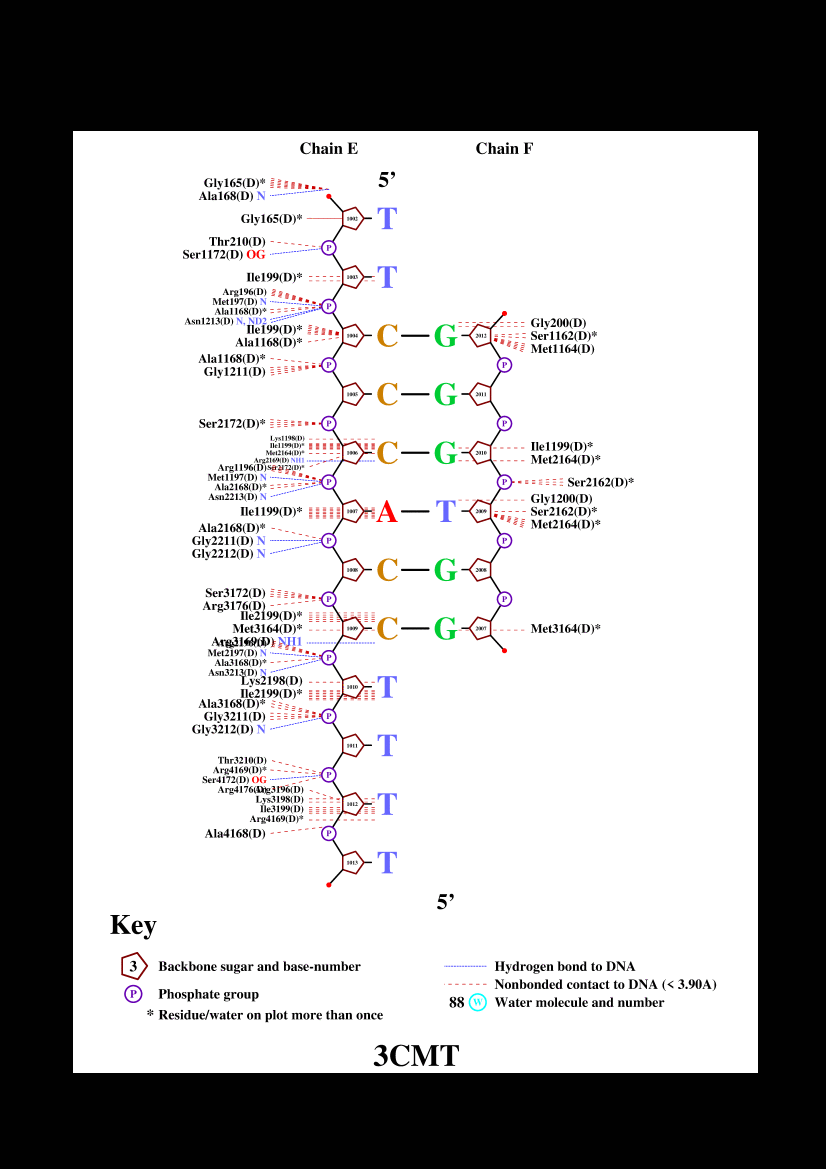 Chain E Chain F
5’
Gly165(D)*
Ala168(D) N
Gly165(D)* 1002 T
Thr210(D)
Ser1172(D) OG P
Ile199(D)* 1003 T
Arg196(D)
Met197(D) N
Ala1168(D)* P
Asn1213(D) N, ND2
Gly200(D)
Ile199(D)*
Ala1168(D)* 1004 C G 2012 Ser1162(D)*
Met1164(D)
Ala1168(D)*
Gly1211(D) P P
1005 C G 2011
Ser2172(D)* P P
Lys1198(D)
Ile1199(D)* Ile1199(D)*
Met2164(D)* 1006 C G 2010 Met2164(D)*
Arg2169(D) NH1
Arg1196(D) Ser2172(D)*
Met1197(D) N P P Ser2162(D)*
Ala2168(D)*
Asn2213(D) N
Gly1200(D)
Ile1199(D)* 1007 A T 2009 Ser2162(D)*
Met2164(D)*
Ala2168(D)*
Gly2211(D) N P P
Gly2212(D) N
1008 C G 2008
Ser3172(D) P P
Arg3176(D)
Ile2199(D)*
Met3164(D)* 1009 C G 2007 Met3164(D)*
Arg3169(D) NH1
Met2197(D) N P
Ala3168(D)*
Asn3213(D) N
Lys2198(D)
Ile2199(D)* 1010 T
Ala3168(D)*
Gly3211(D) P
Gly3212(D) N
1011 T
Thr3210(D)
Arg4169(D)*
Ser4172(D) OG P
Arg4176(D) Arg3196(D)
Lys3198(D)
Ile3199(D) 1012 T
Arg4169(D)*
Ala4168(D) P
1013 T
5’
Key
3 Backbone sugar and base-number
P Phosphate group
* Residue/water on plot more than once
Hydrogen bond to DNA
Nonbonded contact to DNA (< 3.90A)
88 W Water molecule and number
3CMT